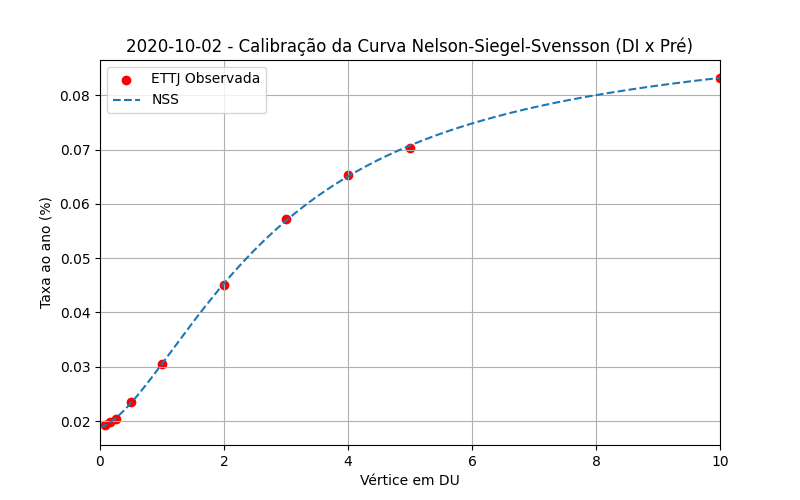 2020-10-02 - Calibração da Curva Nelson-Siegel-Svensson (DI x Pré)
ETTJ Observada
NSS
Taxa ao ano (%)
0.08
0.07
0.06
0.05
0.04
0.03
0.02
0 2 4 6 8 10
Vértice em DU